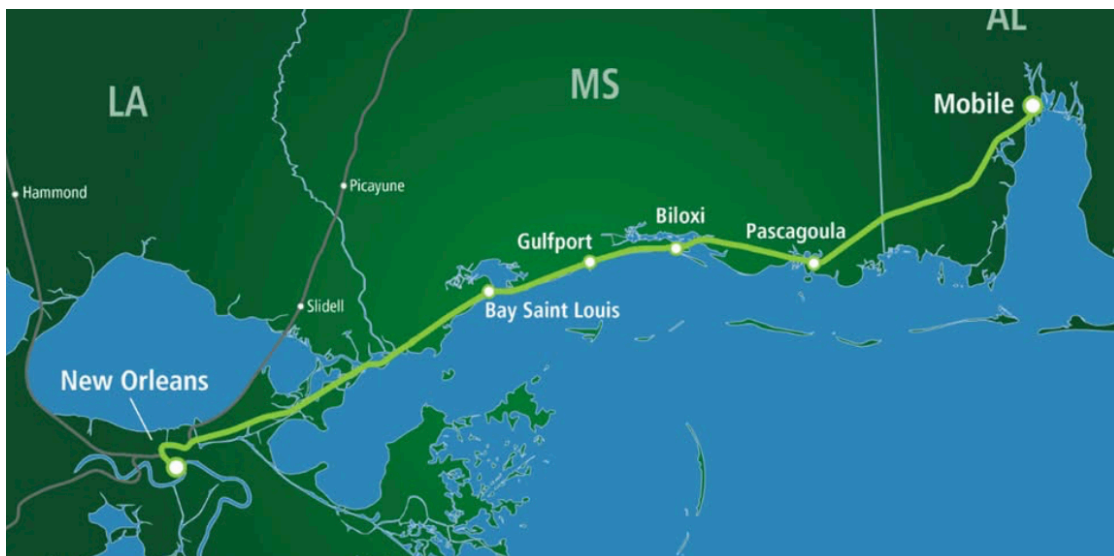 AL
MS
LA
Mobile
Hammond
Picayune
Biloxi
Pascagoula
Gulfport
Slidell
Bay Saint Louis
New Orleans